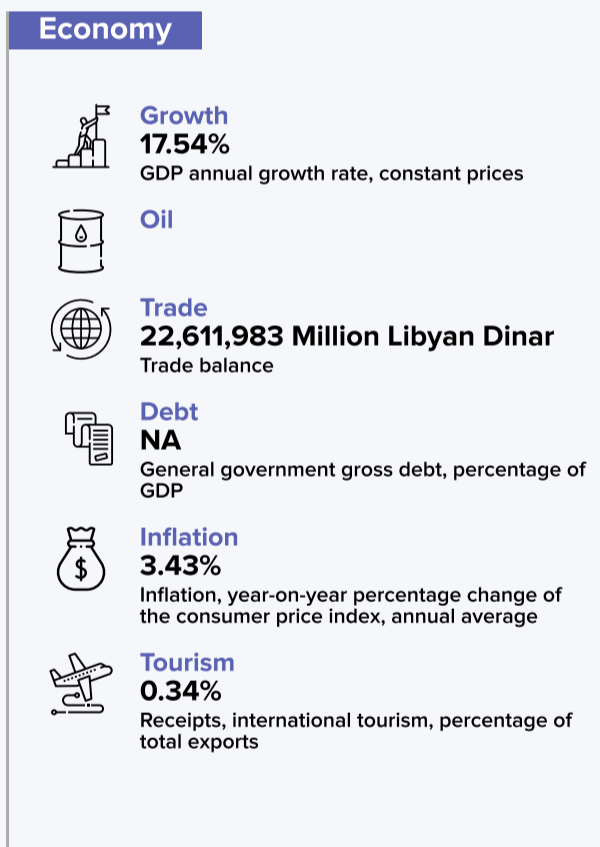 Economy
Growth
17.54%
GDP annual growth rate, constant prices
Oil
Trade
22,611,983 Million Libyan Dinar
Trade balance
Debt
NA
General government gross debt, percentage of
GDP
Inflation
$
3.43%
Inflation, year-on-year percentage change of
the consumer price index, annual average
Tourism
0.34%
Receipts, international tourism, percentage of
total exports